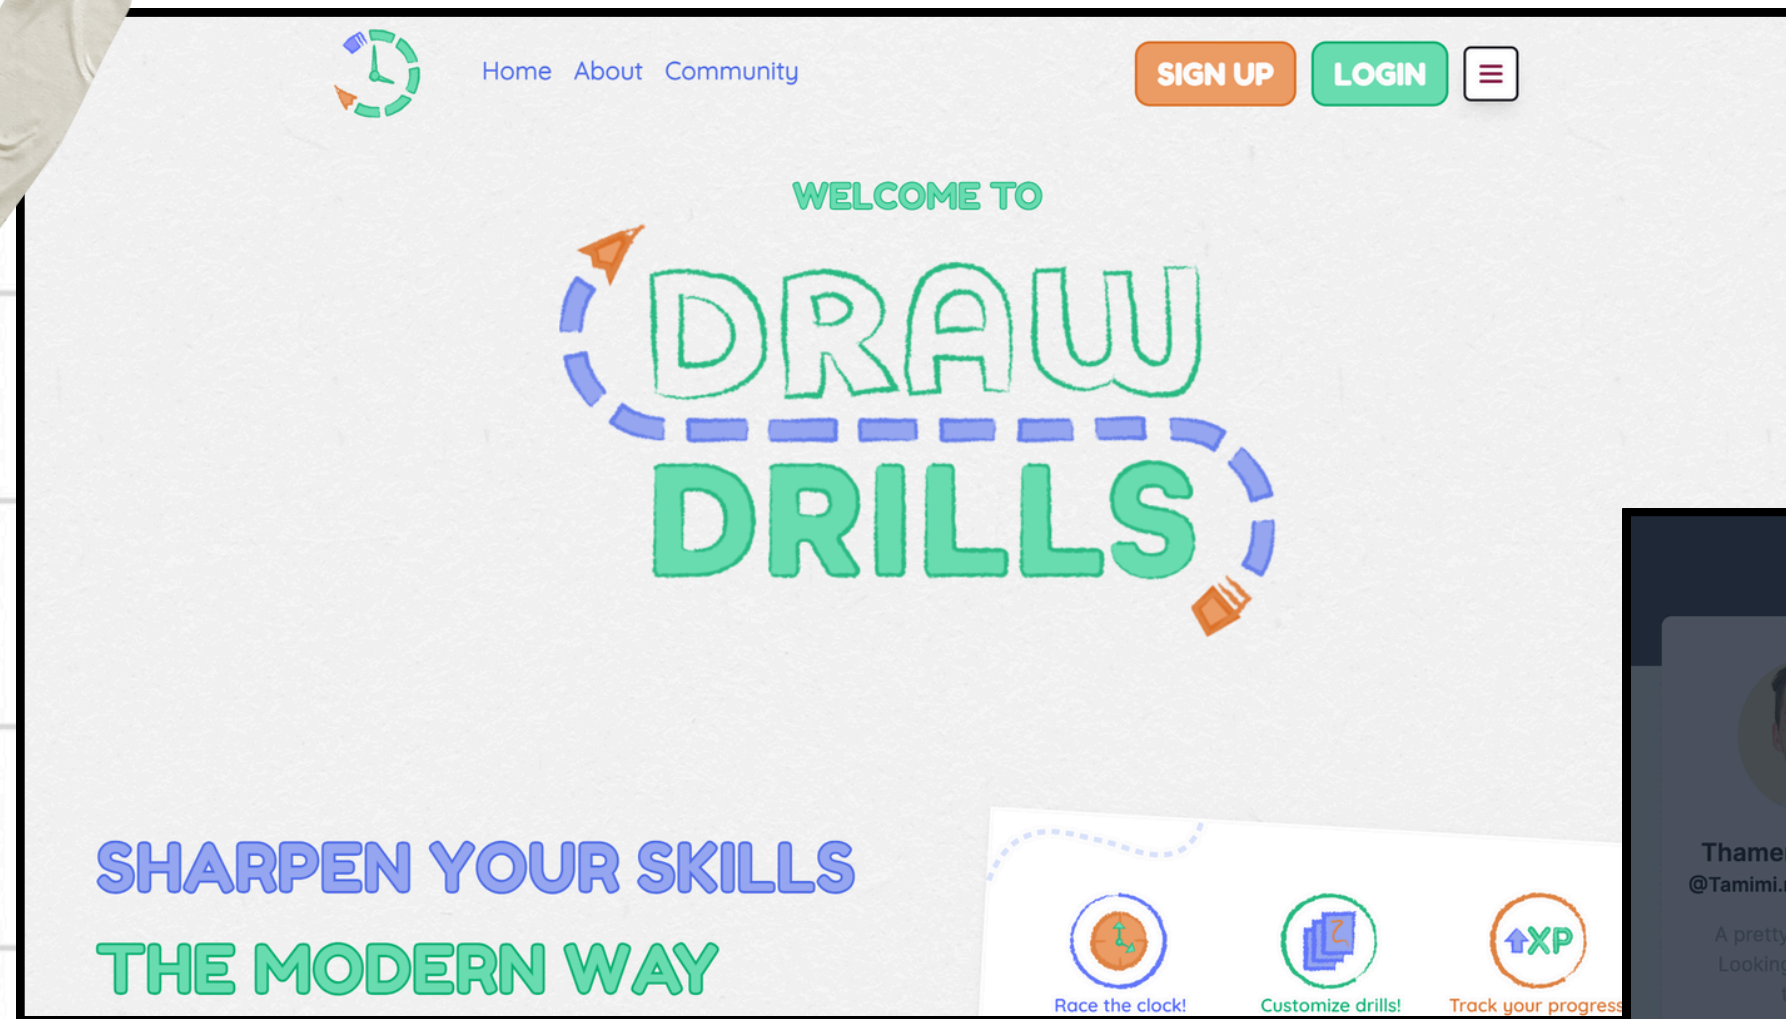 Home About Community
SIGN UP
LOGIN
WELCOME TO
DRAW
DRILLS
SHARPEN YOUR SKILLS
THE MODERN WAY
XP
Race the clock!
Customize drills!
Track your progress
A pretty